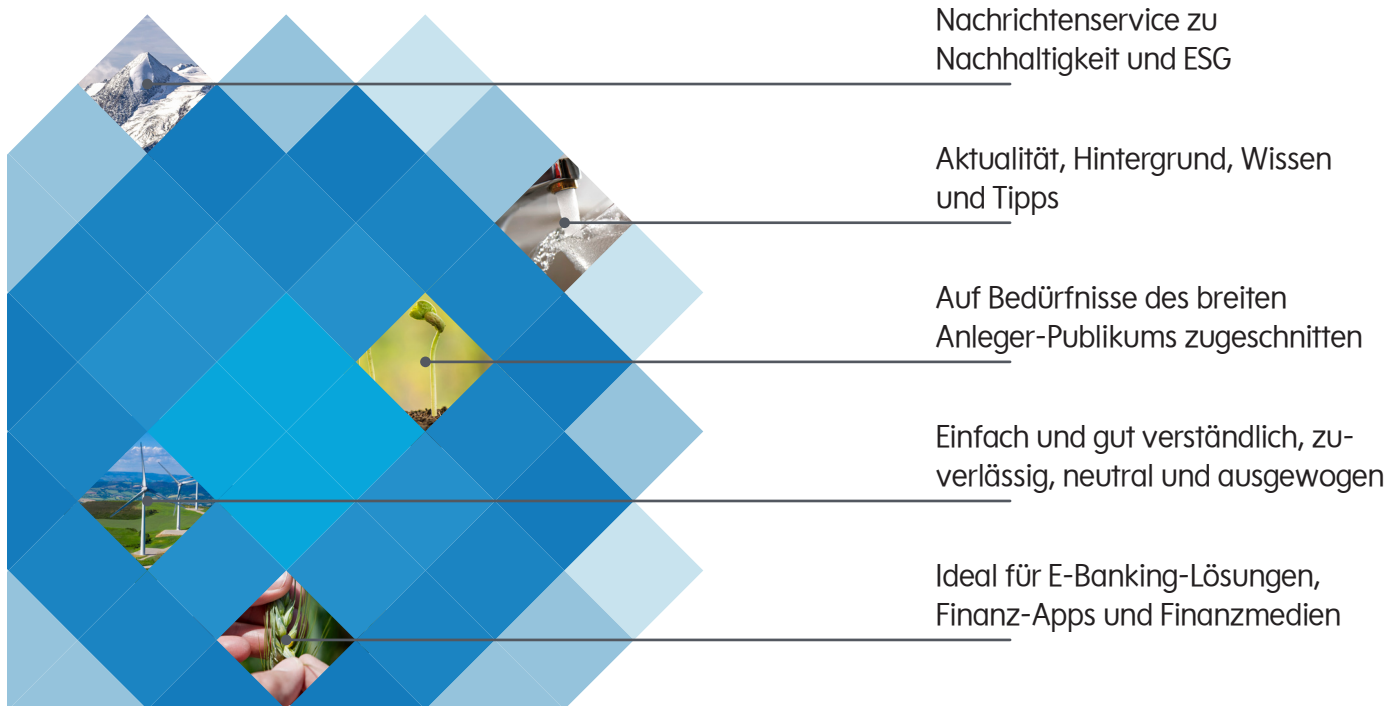 Nachrichtenservice zu
Nachhaltigkeit und ESG
Aktualität, Hintergrund, Wissen
und Tipps
Auf Bedürfnisse des breiten
Anleger-Publikums zugeschnitten
Einfach und gut verständlich, zu-
verlässig, neutral und ausgewogen
Ideal für E-Banking-Lösungen,
Finanz-Apps und Finanzmedien